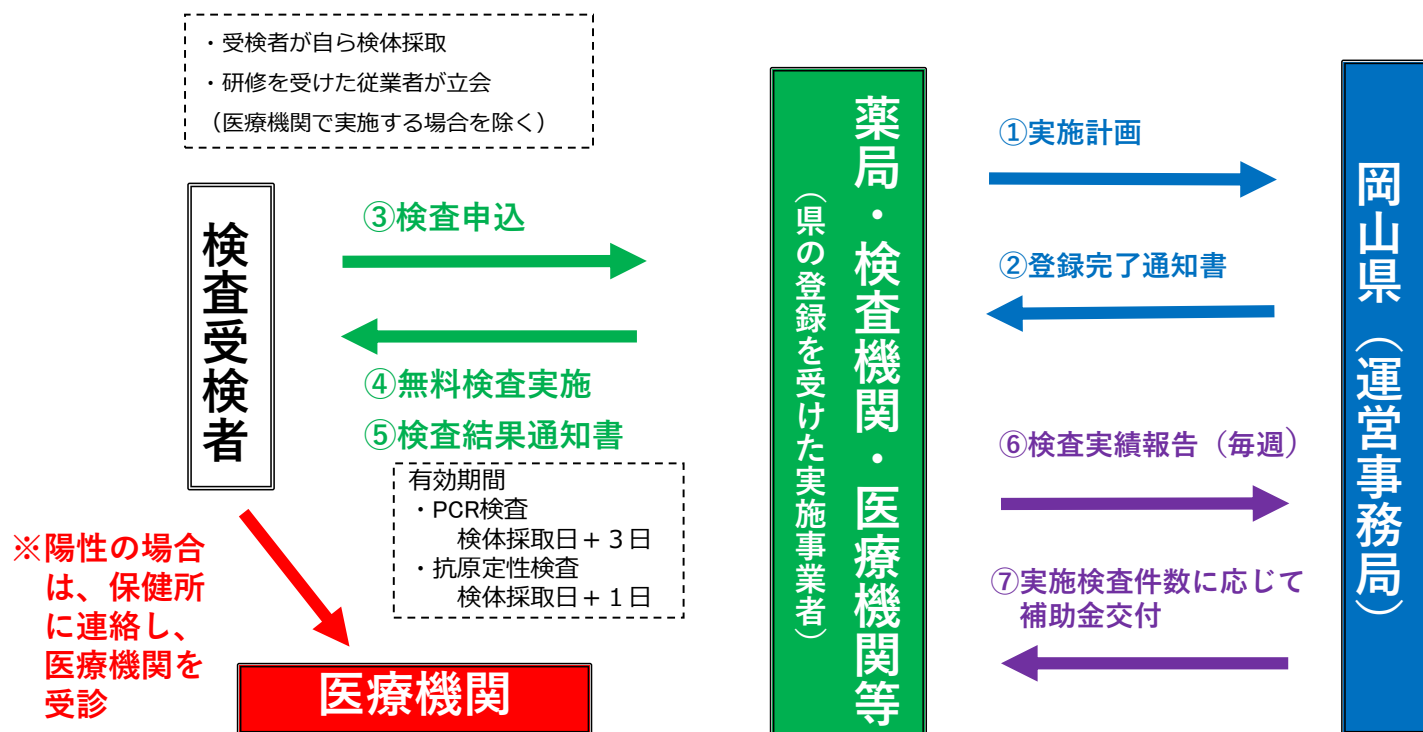 ・受検者が自ら検体採取
・研修を受けた従業者が立会
（医療機関で実施する場合を除く）
検査受検者
③検査申込
④無料検査実施
⑤検査結果通知書
有効期間
・PCR検査
検体採取日＋３日
・抗原定性検査
検体採取日＋１日
※陽性の場合
は、保健所
に連絡し、
医療機関を
受診
医療機関
薬局・検査機関・医療機関等
（県の登録を受けた実施事業者）
①実施計画
②登録完了通知書
⑥検査実績報告（毎週）
⑦実施検査件数に応じて
補助金交付
岡山県（運営事務局）